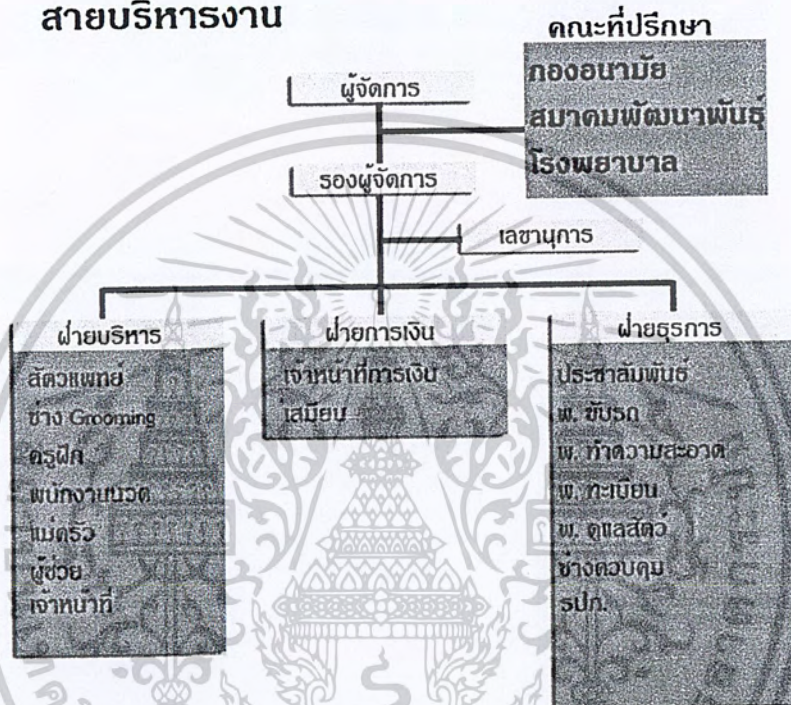 สายบริหารงาน
คณะที่ปรึกษา
กองอนามัย
สมาคมพัฒนาพันธุ์
โรงพยาบาล
ผู้จัดการ
รองผู้จัดการ
เลขานุการ
ฝ่ายบริหาร
สัตวแพทย์
ช่าง Grooming
ครูฝึก
พนักงานนวด
แม่ครัว
ผู้ช่วย
เจ้าหน้าที่
ฝ่ายการเงิน
เจ้าหน้าที่การเงิน
เสมียน
ฝ่ายธุรการ
ประชาสัมพันธ์
พ. ขับรถ
พ. ทำความสะอาด
พ. ทะเบียน
พ. ดูแลสัตว์
ช่างควบคุม
รปภ.